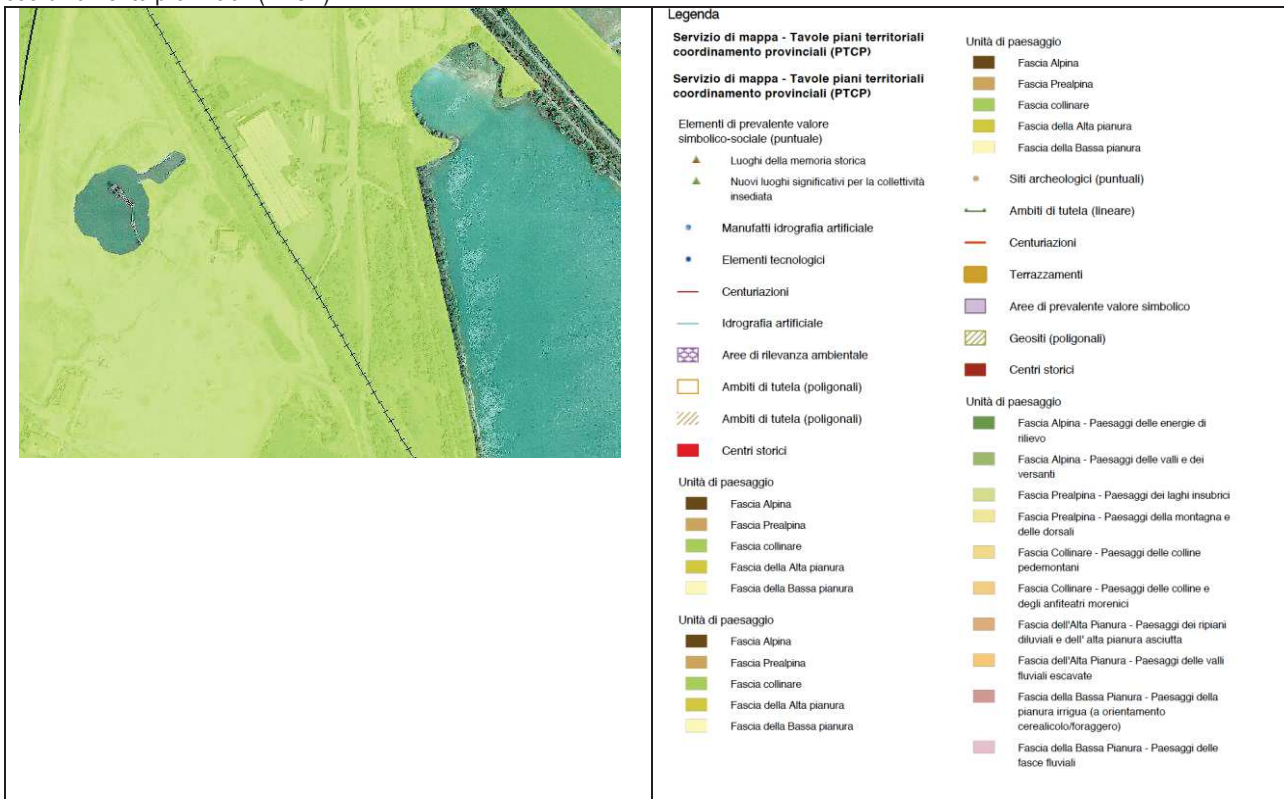 Legenda
Servizio di mappa - Tavole piani territoriali
coordinamento provinciali (PTCP)
Servizio di mappa - Tavole piani territoriali
coordinamento provinciali (PTCP)
Elementi di prevalente valore
simbolico-sociale (puntuale)
Luoghi della memoria storica
Nuovi luoghi significativi per la collettività
insediata
Manufatti idrografia artificiale
Elementi tecnologici
Centuriazioni
Idrografia artificiale
Aree di rilevanza ambientale
Ambiti di tutela (poligonali)
Ambiti di tutela (poligonali)
Centri storici
Unità di paesaggio
Fascia Alpina
Fascia Prealpina
Fascia collinare
Fascia della Alta pianura
Fascia della Bassa pianura
Unità di paesaggio
Fascia Alpina
Fascia Prealpina
Fascia collinare
Fascia della Alta pianura
Fascia della Bassa pianura
Unità di paesaggio
Fascia Alpina
Fascia Prealpina
Fascia collinare
Fascia della Alta pianura
Fascia della Bassa pianura
Siti archeologici (puntuali)
Ambiti di tutela (lineare)
Centuriazioni
Terrazzamenti
Aree di prevalente valore simbolico
Geositi (poligonali)
Centri storici
Unità di paesaggio
Fascia Alpina - Paesaggi delle energie di
rilievo
Fascia Alpina - Paesaggi delle valli e dei
versanti
Fascia Prealpina - Paesaggi dei laghi insubrici
Fascia Prealpina - Paesaggi della montagna e
delle dorsali
Fascia Collinare - Paesaggi delle colline
pedemontani
Fascia Collinare - Paesaggi delle colline e
degli anfiteatri morenici
Fascia dell'Alta Pianura - Paesaggi dei ripiani
diluviali e dell' alta pianura asciutta
Fascia dell'Alta Pianura - Paesaggi delle valli
fluviali escavate
Fascia della Bassa Pianura - Paesaggi della
pianura irrigua (a orientamento
cerealicolo/foraggero)
Fascia della Bassa Pianura - Paesaggi delle
fasce fluviali